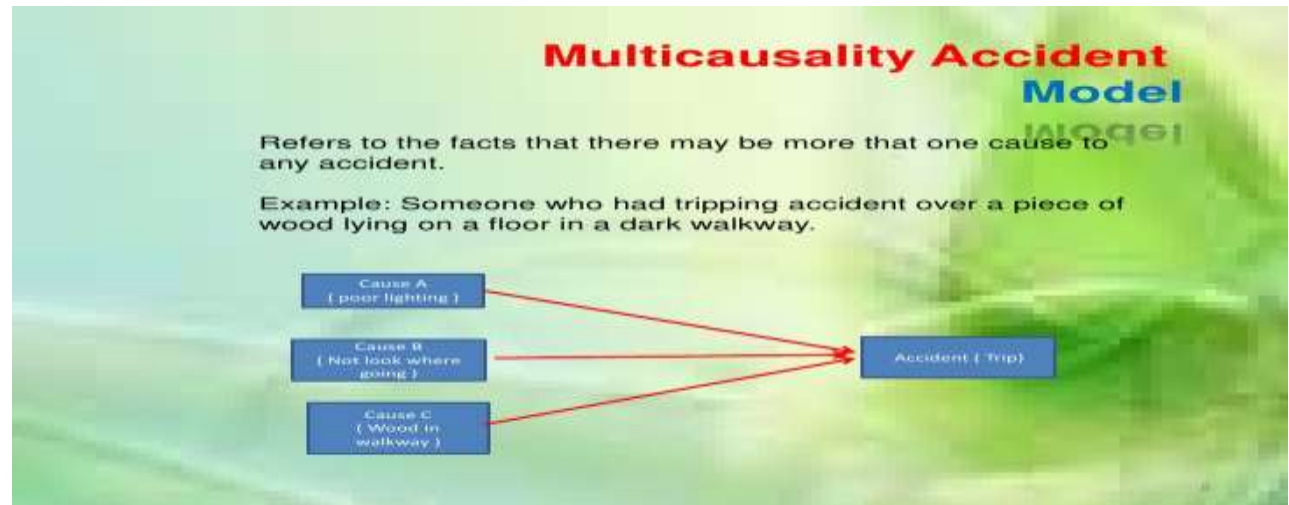 Multicausality Accident
Model
Refers to the facts that there may be more that one cause to
any accident.
Example: Someone who had tripping accident over a piece of
wood lying on a floor in a dark walkway.
Cause A
( poor lighting )
Cause B
( Not look where
going )
Cause C
( Wood in
walkway )
Accident ( Trip)